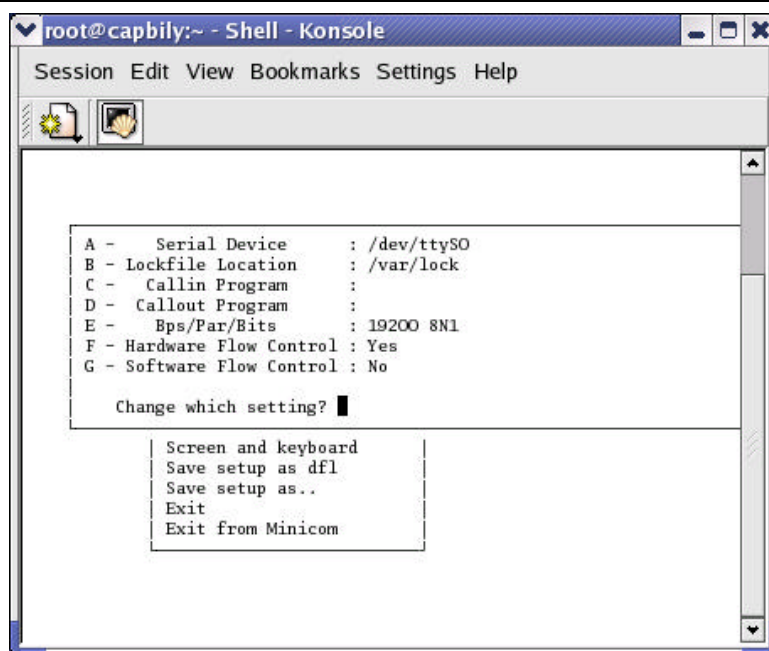 root@capbily:~ - Shell - Konsole
Session Edit View Bookmarks Settings Help
A - Serial Device : /dev/ttyS0
B - Lockfile Location : /var/lock
C - Callin Program :
D - Callout Program :
E - Bps/Par/Bits : 19200 8N1
F - Hardware Flow Control : Yes
G - Software Flow Control : No
Change which setting?
Screen and keyboard
Save setup as dfl
Save setup as..
Exit
Exit from Minicom